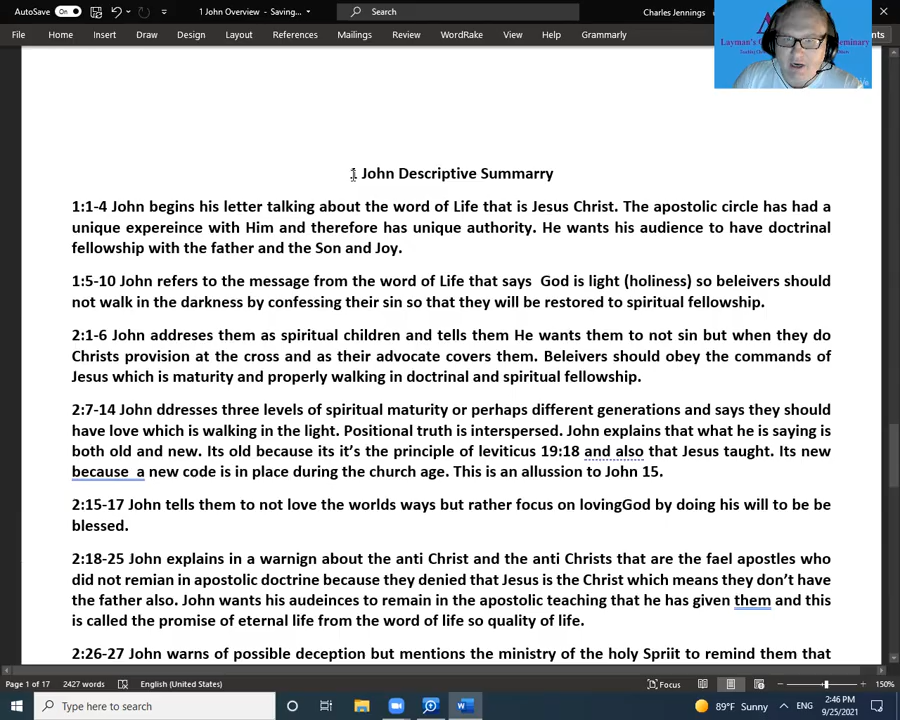 AutoSave On 1 John Overview - Saving... Search Charles Jennings
File Home Insert Draw Design Layout References Mailings Review View WordRake Help Grammarly
Layman's
1 John Descriptive Summarry
1:1-4 John begins his letter talking about the word of Life that is Jesus Christ. The apostolic circle has had a
unique expereince with Him and therefore has unique authority. He wants his audience to have doctrinal
fellowship with the father and the Son and Joy.
1:5-10 John refers to the message from the word of Life that says  God is light (holiness) so beleivers should
not walk in the darkness by confessing their sin so that they will be restored to spiritual fellowship.
2:1-6 John addreses them as spiritual children and tells them He wants them to not sin but when they do
Christs provision at the cross and as their advocate covers them. Beleivers should obey the commands of
Jesus which is maturity and properly walking in doctrinal and spiritual fellowship.
2:7-14 John ddresses three levels of spiritual maturity or perhaps different generations and says they should
have love which is walking in the light. Positional truth is interspersed. John explains that what he is saying is
both old and new. Its old because its it's the principle of leviticus 19:18 and also that Jesus taught. Its new
because  a new code is in place during the church age. This is an allussion to John 15.
2:15-17 John tells them to not love the worlds ways but rather focus on lovingGod by doing his will to be be
blessed.
2:18-25 John explains in a warnign about the anti Christ and the anti Christs that are the fael apostles who
did not remian in apostolic doctrine because they denied that Jesus is the Christ which means they don't have
the father also. John wants his audeinces to remain in the apostolic teaching that he has given them and this
is called the promise of eternal life from the word of life so quality of life.
2:26-27 John warns of possible deception but mentions the ministry of the holy Spriit to remind them that
Page 1 of 17 2427 words English (United States) Focus 150%
Type here to search 89°F Sunny ENG 2:46 PM
9/25/2021